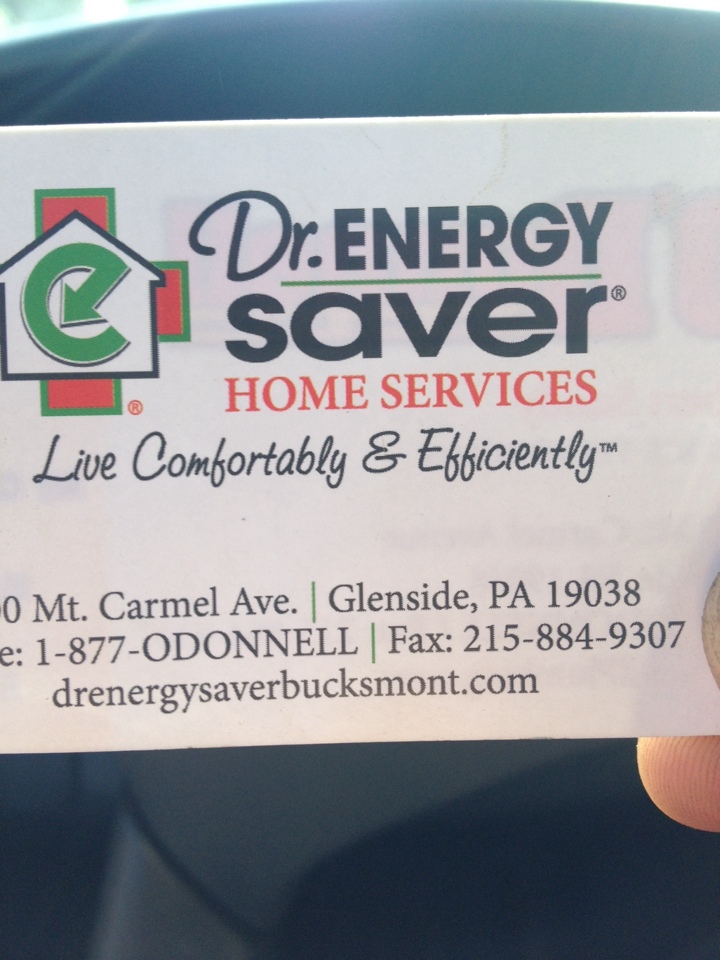 Dr. ENERGY
saver®
HOME SERVICES
®
Live Comfortably & Efficiently™
0 Mt. Carmel Ave. | Glenside, PA 19038
e: 1-877-ODONNELL | Fax: 215-884-9307
drenergysaverbucksmont.com